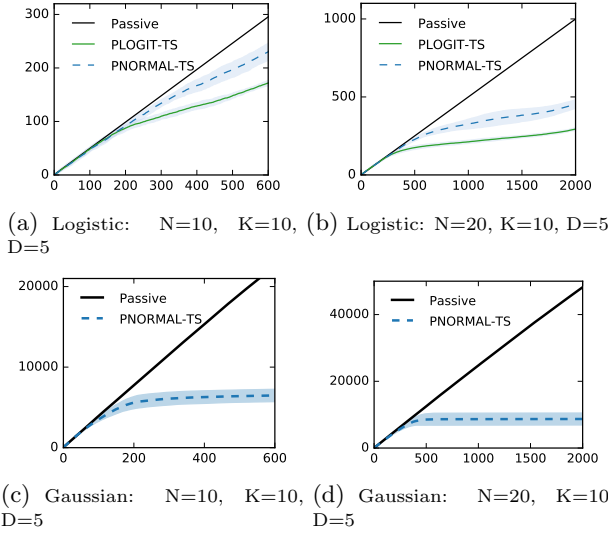 300
200
100
0
0 100 200 300 400 500 600
Passive
PLOGIT-TS
PNORMAL-TS
1000
500
0
0 500 1000 1500 2000
Passive
PLOGIT-TS
PNORMAL-TS
(a) Logistic: N=10, K=10,
D=5
(b) Logistic: N=20, K=10, D=5
20000
10000
0
0 200 400 600
Passive
PNORMAL-TS
40000
20000
0
0 500 1000 1500 2000
Passive
PNORMAL-TS
(c) Gaussian: N=10, K=10,
D=5
(d) Gaussian: N=20, K=10
D=5